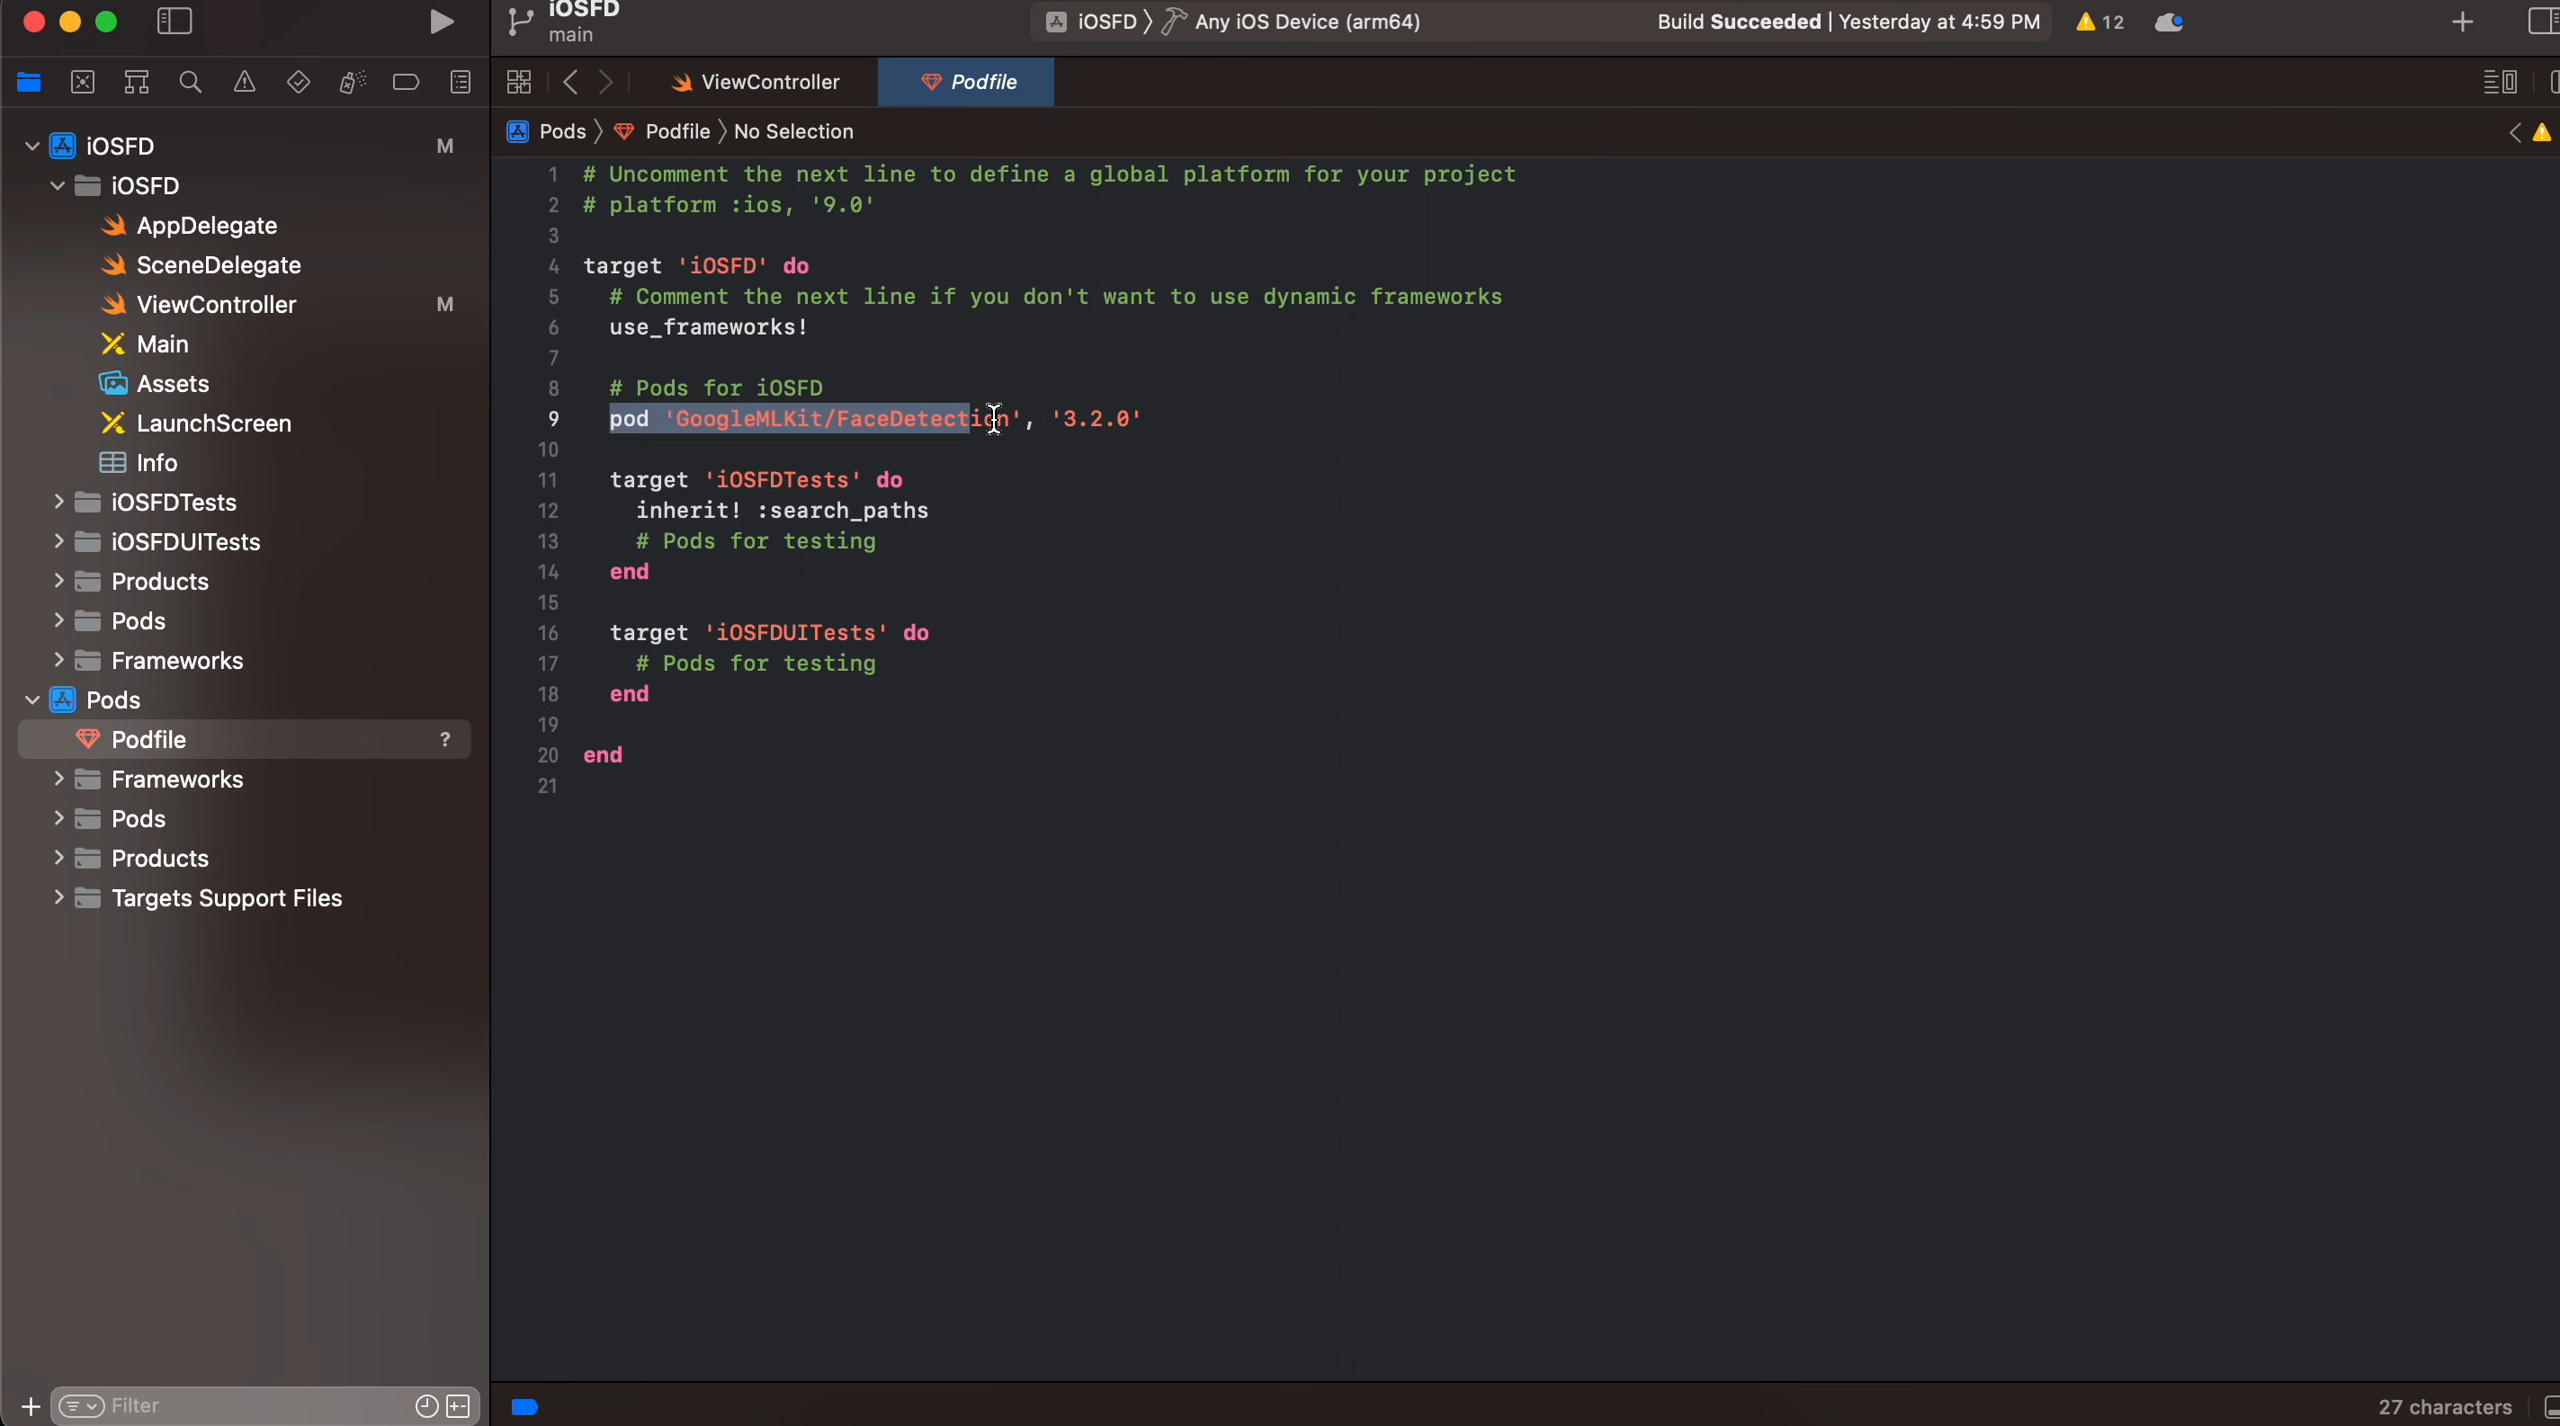 iOSFD
main
iOSFD 〉 Any iOS Device (arm64)
Build Succeeded | Yesterday at 4:59 PM
12
ViewController
Podfile
Pods 〉 Podfile 〉 No Selection
iOSFD M
iOSFD
AppDelegate
SceneDelegate
ViewController M
Main
Assets
LaunchScreen
Info
iOSFDTests
iOSFDUITests
Products
Pods
Frameworks
Pods
Podfile ?
Frameworks
Pods
Products
Targets Support Files
Filter
1 # Uncomment the next line to define a global platform for your project
2 # platform :ios, '9.0'
3
4 target 'iOSFD' do
5 # Comment the next line if you don't want to use dynamic frameworks
6 use_frameworks!
7
8 # Pods for iOSFD
9 pod 'GoogleMLKit/FaceDetection', '3.2.0'
10
11 target 'iOSFDTests' do
12 inherit! :search_paths
13 # Pods for testing
14 end
15
16 target 'iOSFDUITests' do
17 # Pods for testing
18 end
19
20 end
21
27 characters